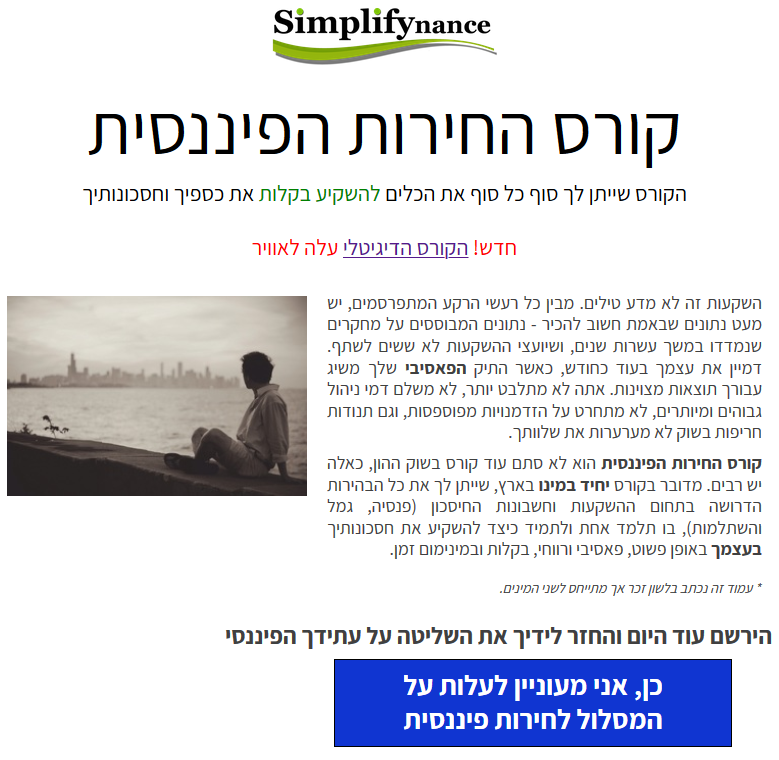 Simplifynance
קורס החירות הפיננסית
הקורס שייתן לך סוף כל סוף את הכלים להשקיע בקלות את כספיך וחסכונותיך
חדש! הקורס הדיגיטלי עלה לאוויר
השקעות זה לא מדע טילים. מבין כל רעשי הרקע המתפרסמים, יש
מעט נתונים שבאמת חשוב להכיר - נתונים המבוססים על מחקרים
שנמדדו במשך עשרות שנים, ושיועצי ההשקעות לא ששים לשתף.
דמיין את עצמך בעוד כחודש, כאשר התיק הפאסיבי שלך משיג
עבורך תוצאות מצוינות. אתה לא מתלבט יותר, לא משלם דמי ניהול
גבוהים ומיותרים, לא מתחרט על הזדמנויות מפוספסות, וגם תנודות
חריפות בשוק לא מערערות את שלוותך.
קורס החירות הפיננסית הוא לא סתם עוד קורס בשוק ההון, כאלה
יש רבים. מדובר בקורס יחיד במינו בארץ, שייתן לך את כל הבהירות
הדרושה בתחום ההשקעות וחשבונות החיסכון (פנסיה, גמל
והשתלמות), בו תלמד אחת ולתמיד כיצד להשקיע את חסכונותיך
בעצמך באופן פשוט, פאסיבי ורווחי, בקלות ובמינימום זמן.
* עמוד זה נכתב בלשון זכר אך מתייחס לשני המינים.
הירשם עוד היום והחזר לידיך את השליטה על עתידך הפיננסי
כן, אני מעוניין לעלות על
המסלול לחירות פיננסית